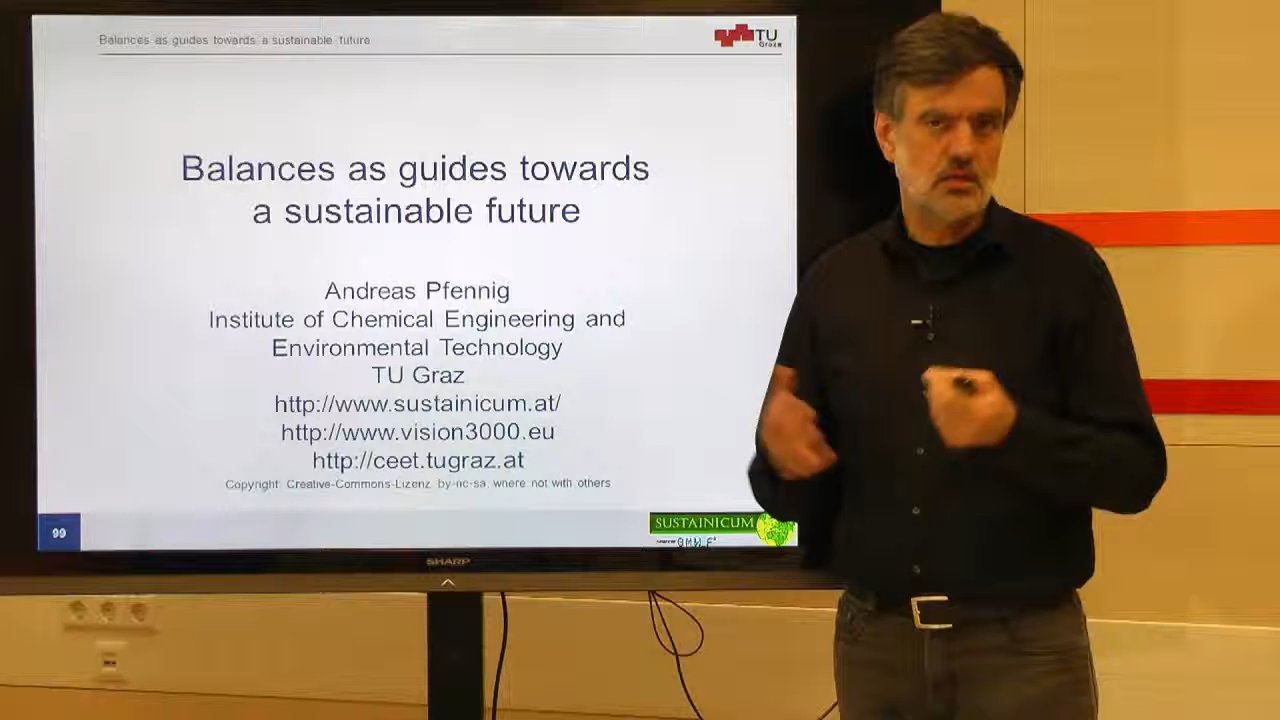 Balances as guides towards a sustainable future
TU
Graz
Balances as guides towards
a sustainable future
Andreas Pfennig
Institute of Chemical Engineering and
Environmental Technology
TU Graz
http://www.sustainicum.at/
http://www.vision3000.eu
http://ceet.tugraz.at
Copyright: Creative-Commons-Lizenz by-nc-sa, where not with others
99
SUSTAINICUM
SHARP